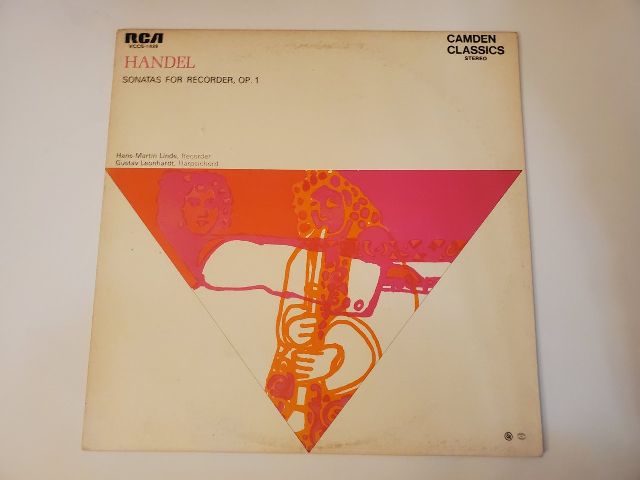 RCA
CAMDEN
CLASSICS
STEREO
HANDEL
SONATAS FOR RECORDER, OP. 1
Hans-Martin Linde, Recorder
Gustav Leonhardt, Harpsichord